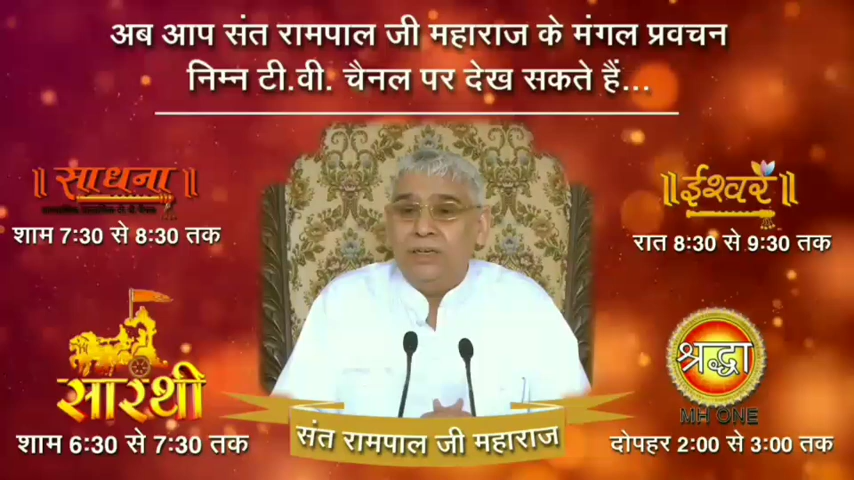 अब आप संत रामपाल जी महाराज के मंगल प्रवचन
निम्न टी.वी. चैनल पर देख सकते हैं...
॥साधना॥
शाम 7:30 से 8:30 तक
॥ईश्वर॥
रात 8:30 से 9:30 तक
सारथी
शाम 6:30 से 7:30 तक
श्रद्धा
MH ONE
दोपहर 2:00 से 3:00 तक
संत रामपाल जी महाराज